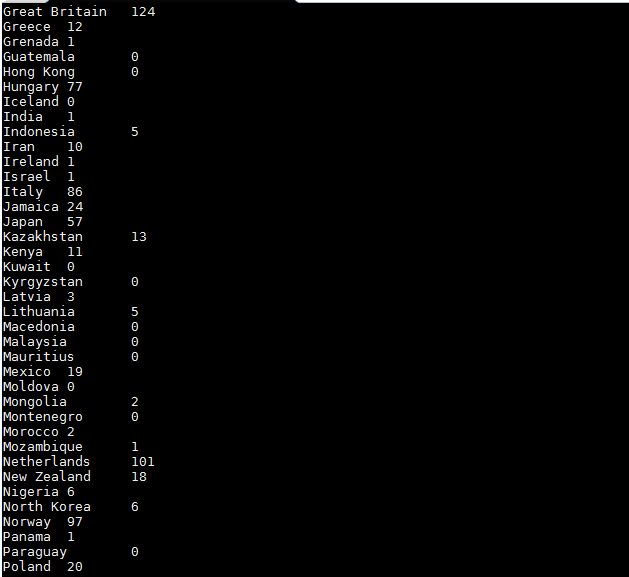 Great Britain 124
Greece 12
Grenada 1
Guatemala 0
Hong Kong 0
Hungary 77
Iceland 0
India 1
Indonesia 5
Iran 10
Ireland 1
Israel 1
Italy 86
Jamaica 24
Japan 57
Kazakhstan 13
Kenya 11
Kuwait 0
Kyrgyzstan 0
Latvia 3
Lithuania 5
Macedonia 0
Malaysia 0
Mauritius 0
Mexico 19
Moldova 0
Mongolia 2
Montenegro 0
Morocco 2
Mozambique 1
Netherlands 101
New Zealand 18
Nigeria 6
North Korea 6
Norway 97
Panama 1
Paraguay 0
Poland 20